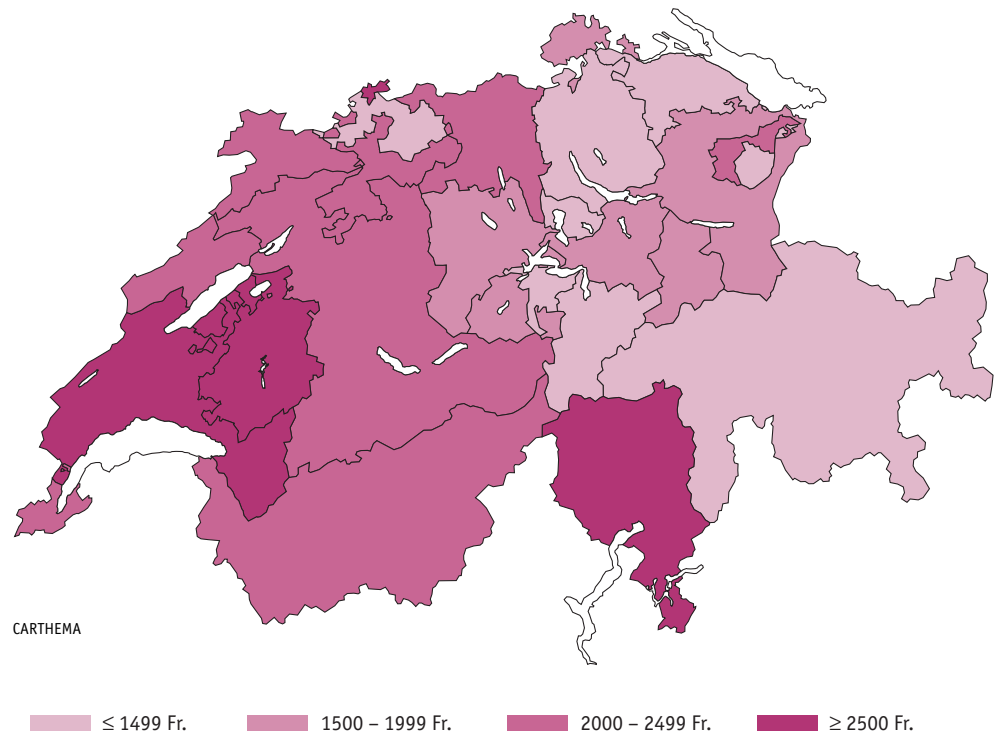 CARTHEMA
≤ 1499 Fr. 1500 – 1999 Fr. 2000 – 2499 Fr. ≥ 2500 Fr.